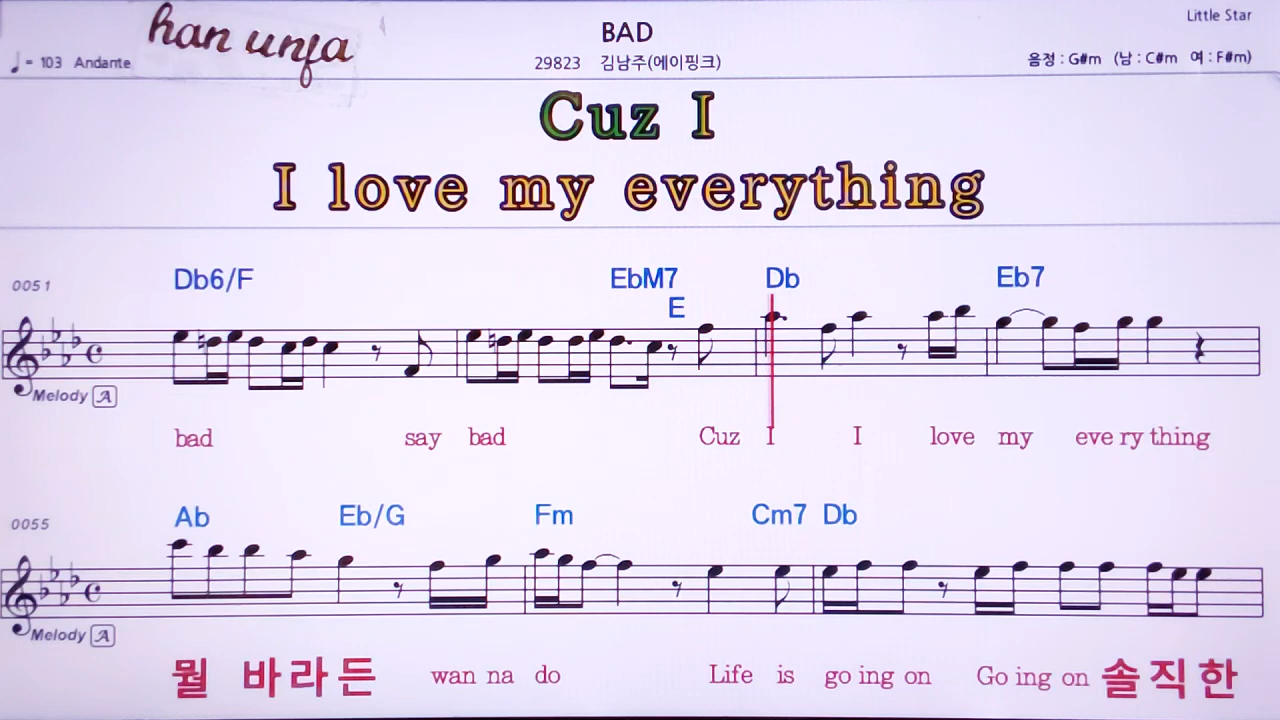 han unja
BAD
Little Star
♩ = 103 Andante
29823 김남주(에이핑크)
음정 : G#m (남 : C#m 여 : F#m)
Cuz I
I love my everything
0051
Db6/F EbM7 E Db Eb7
Melody A
bad say bad Cuz I I love my eve ry thing
0055
Ab Eb/G Fm Cm7 Db
Melody A
뭘 바라든 wan na do Life is go ing on Go ing on 솔직한